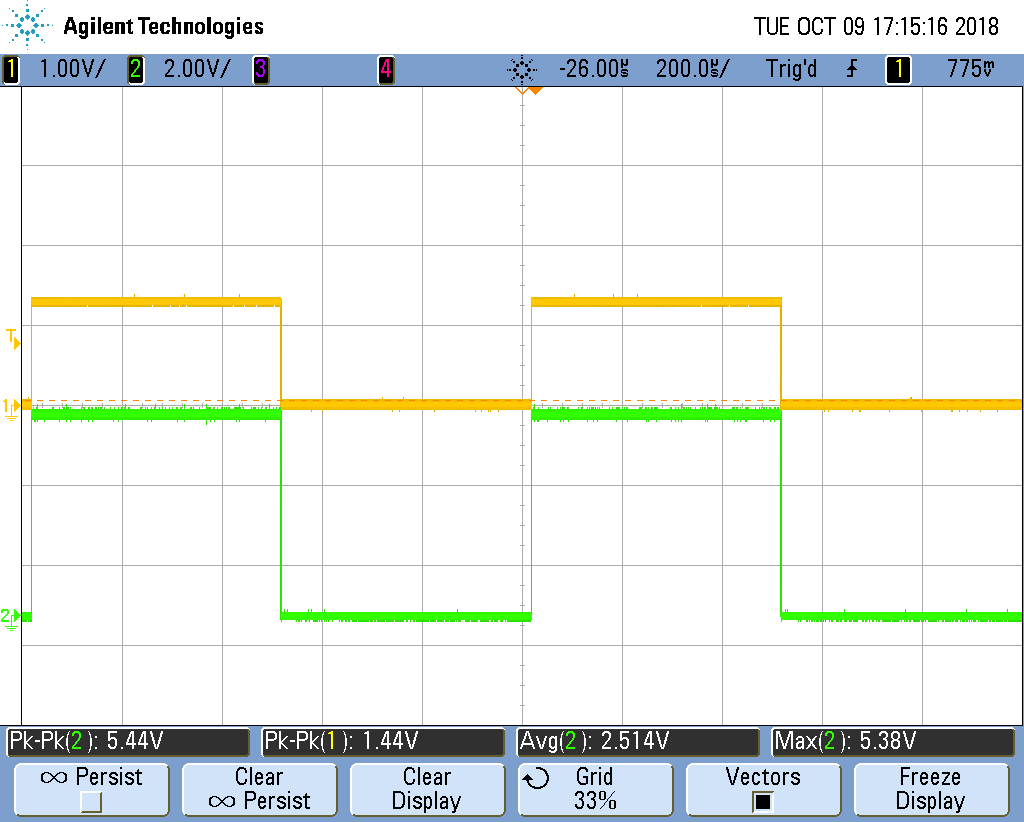 Agilent Technologies
TUE OCT 09 17:15:16 2018
1 1.00V/ 2 2.00V/ 3 4 -26.00µs 200.0µs/ Trig'd 1 775mV
T
1
2
Pk-Pk(2): 5.44V Pk-Pk(1): 1.44V Avg(2): 2.514V Max(2): 5.38V
∞ Persist Clear Clear Grid Vectors Freeze
∞ Persist Display 33% Display